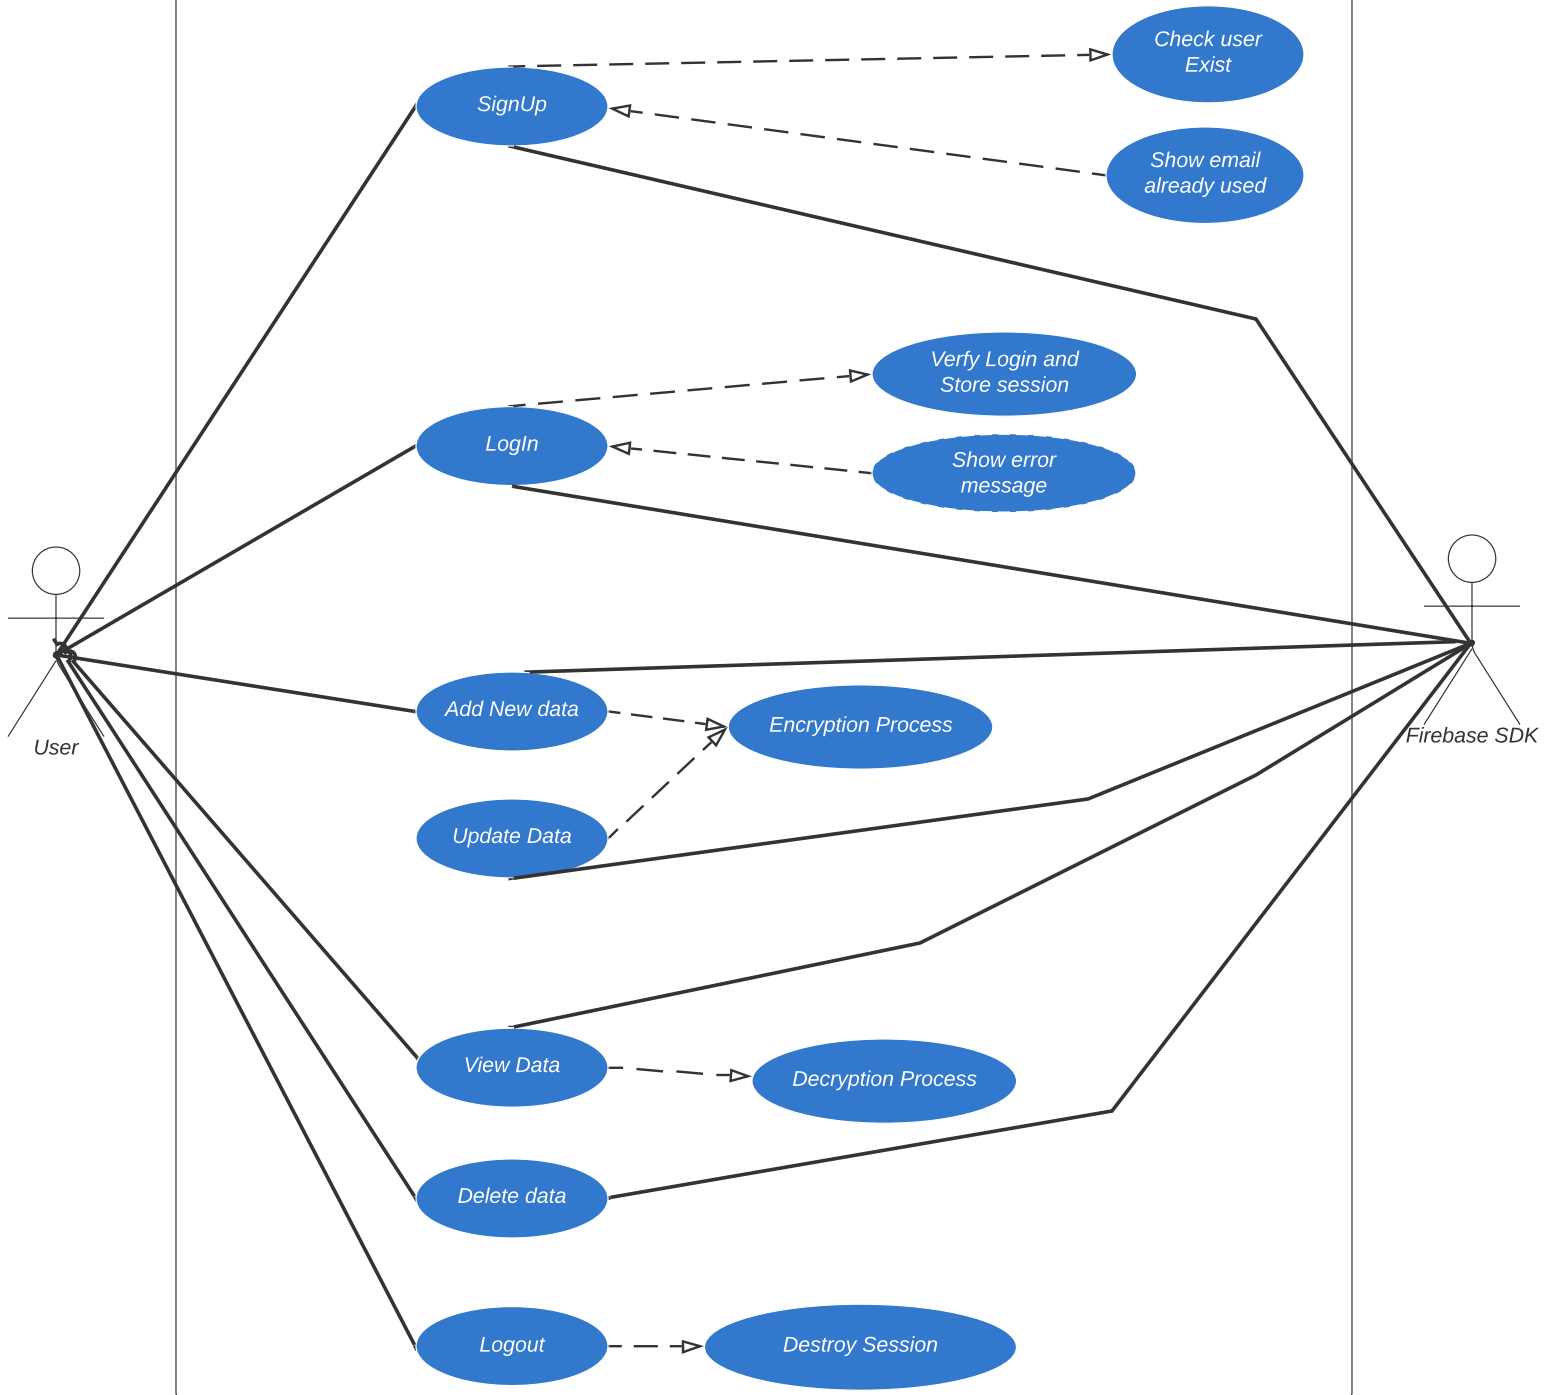 Check user
Exist
SignUp
Show email
already used
Verfy Login and
Store session
LogIn
Show error
message
Add New data
Encryption Process
User
Firebase SDK
Update Data
View Data
Decryption Process
Delete data
Logout
Destroy Session